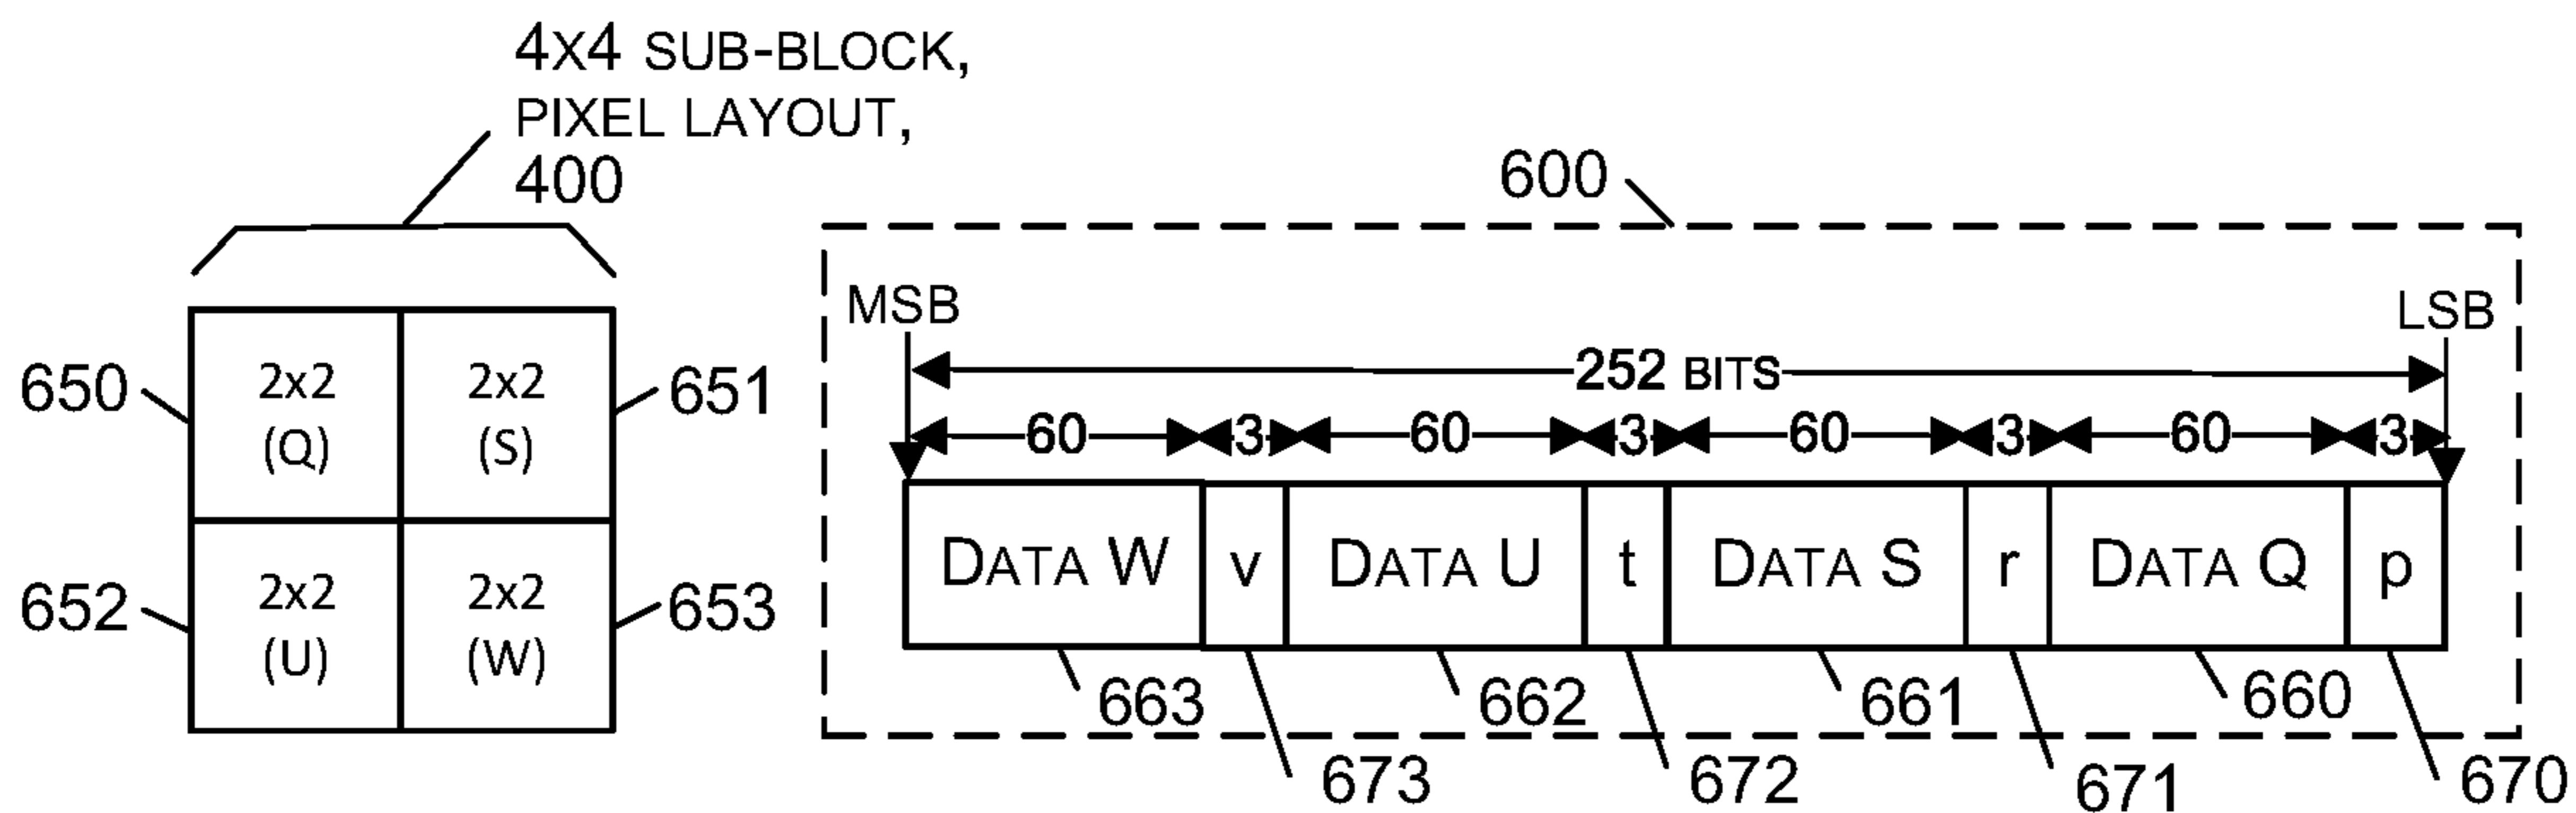 4X4 SUB-BLOCK,
PIXEL LAYOUT,
400
650
2x2
(Q)
2x2
(S)
651
652
2x2
(U)
2x2
(W)
653
600
MSB
LSB
252 BITS
60 3 60 3 60 3 60 3
DATA W v DATA U t DATA S r DATA Q p
663 662 661 660
673 672 671 670